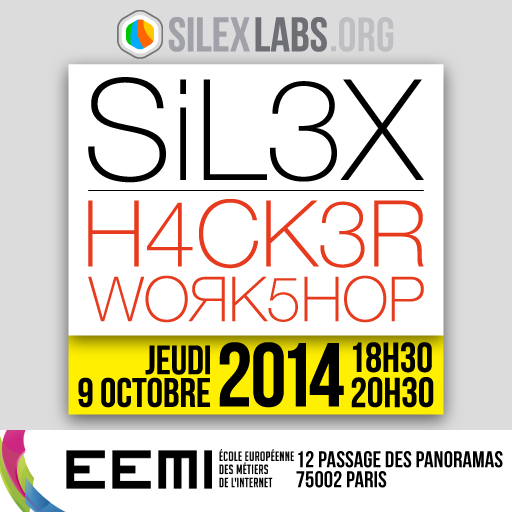 SILEXLABS.ORG
SiL3X
H4CK3R
WOЯK5HOP
JEUDI
9 OCTOBRE
2014
18H30
20H30
EEMI
ÉCOLE EUROPÉENNE
DES MÉTIERS
DE L'INTERNET
12 PASSAGE DES PANORAMAS
75002 PARIS